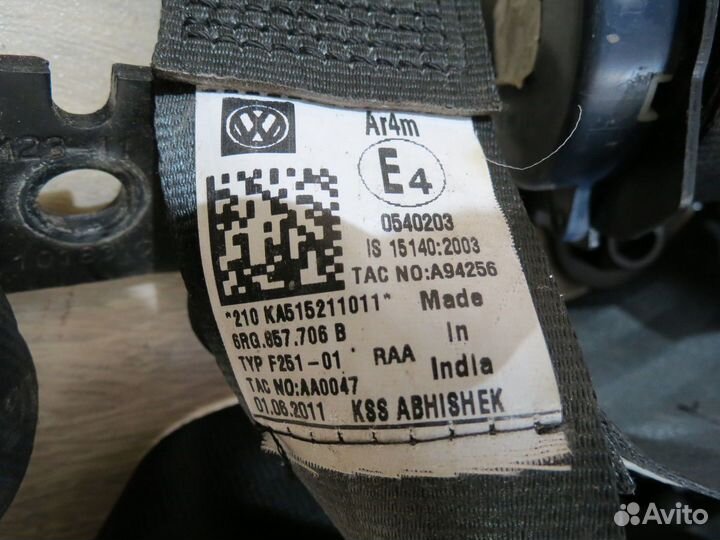 Ar4m
E4
0540203
IS 15140:2003
TAC NO:A94256
*210 KA515211011* Made
6RG.857.706 B In
TYP F251-01 RAA India
TAC NO:AA0047
01.08.2011 KSS ABHISHEK
Avito